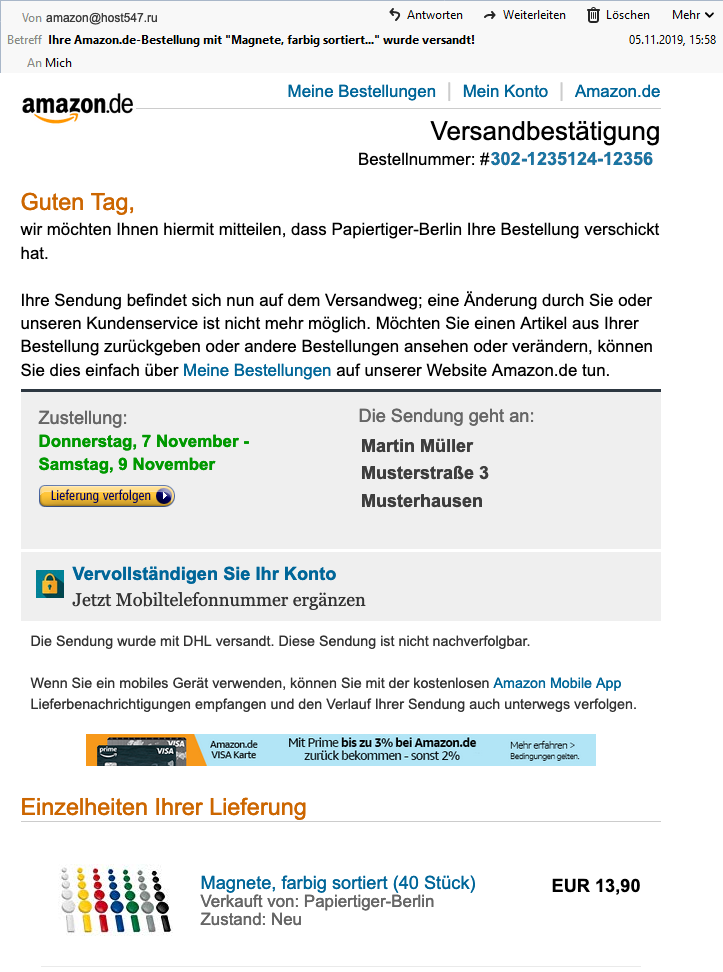 Von amazon@host547.ru Antworten Weiterleiten Löschen Mehr
Betreff Ihre Amazon.de-Bestellung mit "Magnete, farbig sortiert..." wurde versandt! 05.11.2019, 15:58
An Mich
amazon.de Meine Bestellungen | Mein Konto | Amazon.de
Versandbestätigung
Bestellnummer: #302-1235124-12356
Guten Tag,
wir möchten Ihnen hiermit mitteilen, dass Papiertiger-Berlin Ihre Bestellung verschickt
hat.
Ihre Sendung befindet sich nun auf dem Versandweg; eine Änderung durch Sie oder
unseren Kundenservice ist nicht mehr möglich. Möchten Sie einen Artikel aus Ihrer
Bestellung zurückgeben oder andere Bestellungen ansehen oder verändern, können
Sie dies einfach über Meine Bestellungen auf unserer Website Amazon.de tun.
Zustellung:
Donnerstag, 7 November -
Samstag, 9 November
Lieferung verfolgen
Die Sendung geht an:
Martin Müller
Musterstraße 3
Musterhausen
Vervollständigen Sie Ihr Konto
Jetzt Mobiltelefonnummer ergänzen
Die Sendung wurde mit DHL versandt. Diese Sendung ist nicht nachverfolgbar.
Wenn Sie ein mobiles Gerät verwenden, können Sie mit der kostenlosen Amazon Mobile App
Lieferbenachrichtigungen empfangen und den Verlauf Ihrer Sendung auch unterwegs verfolgen.
prime VISA VISA
Amazon.de
VISA Karte
Mit Prime bis zu 3% bei Amazon.de
zurück bekommen - sonst 2%
Mehr erfahren >
Bedingungen gelten.
Einzelheiten Ihrer Lieferung
Magnete, farbig sortiert (40 Stück) EUR 13,90
Verkauft von: Papiertiger-Berlin
Zustand: Neu